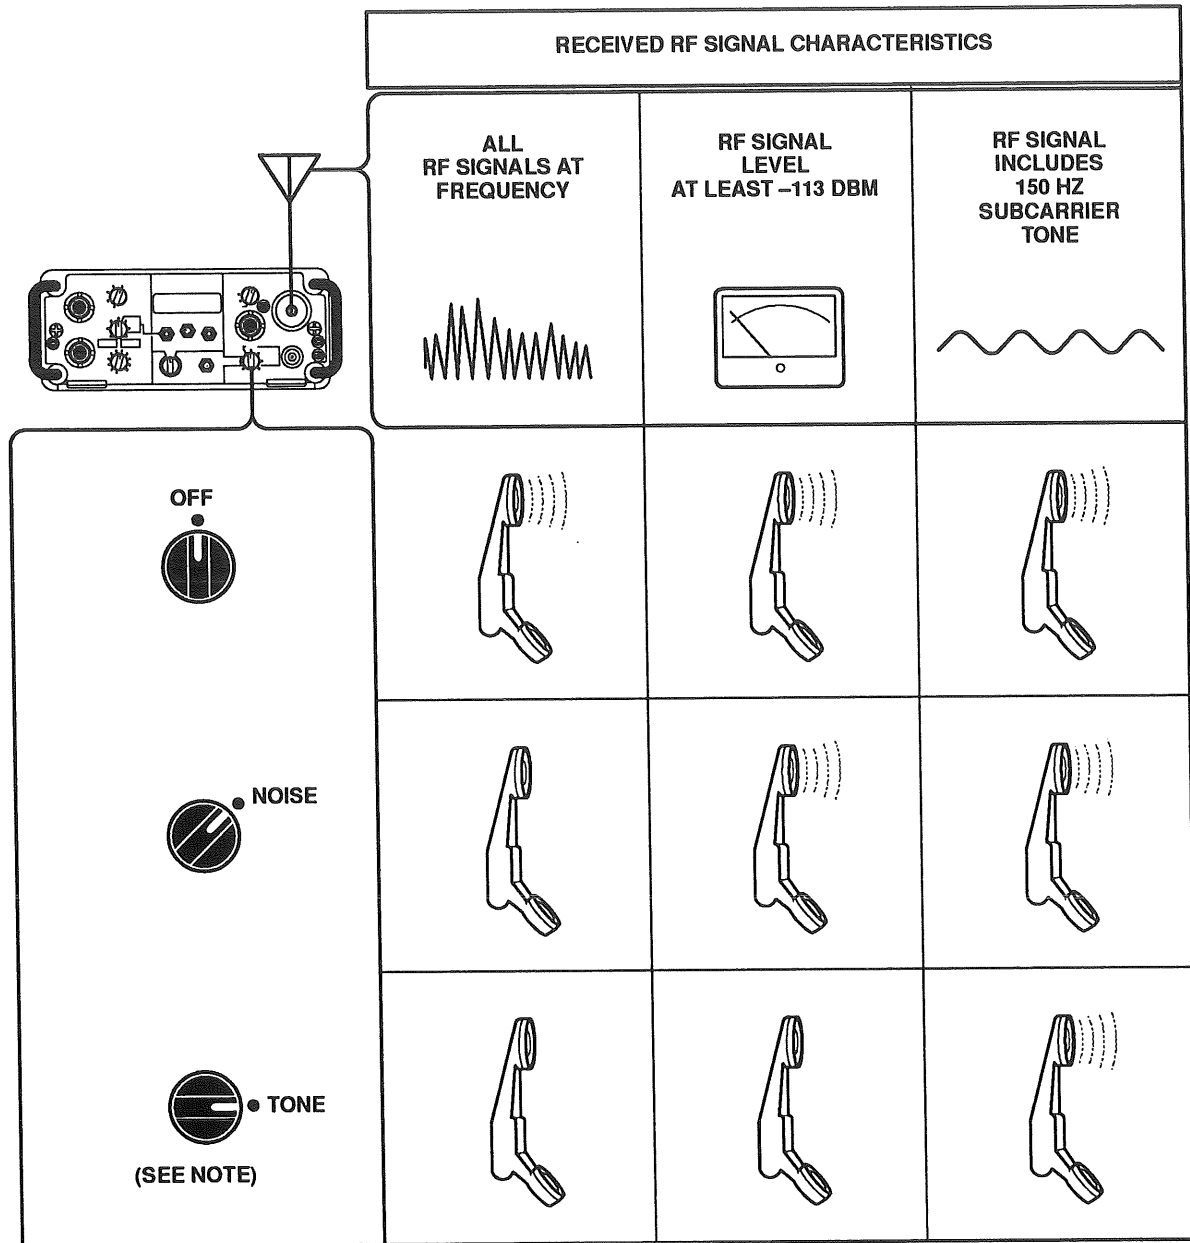 RECEIVED RF SIGNAL CHARACTERISTICS
ALL
RF SIGNALS AT
FREQUENCY
RF SIGNAL
LEVEL
AT LEAST –113 DBM
RF SIGNAL
INCLUDES
150 HZ
SUBCARRIER
TONE
OFF
NOISE
TONE
(SEE NOTE)